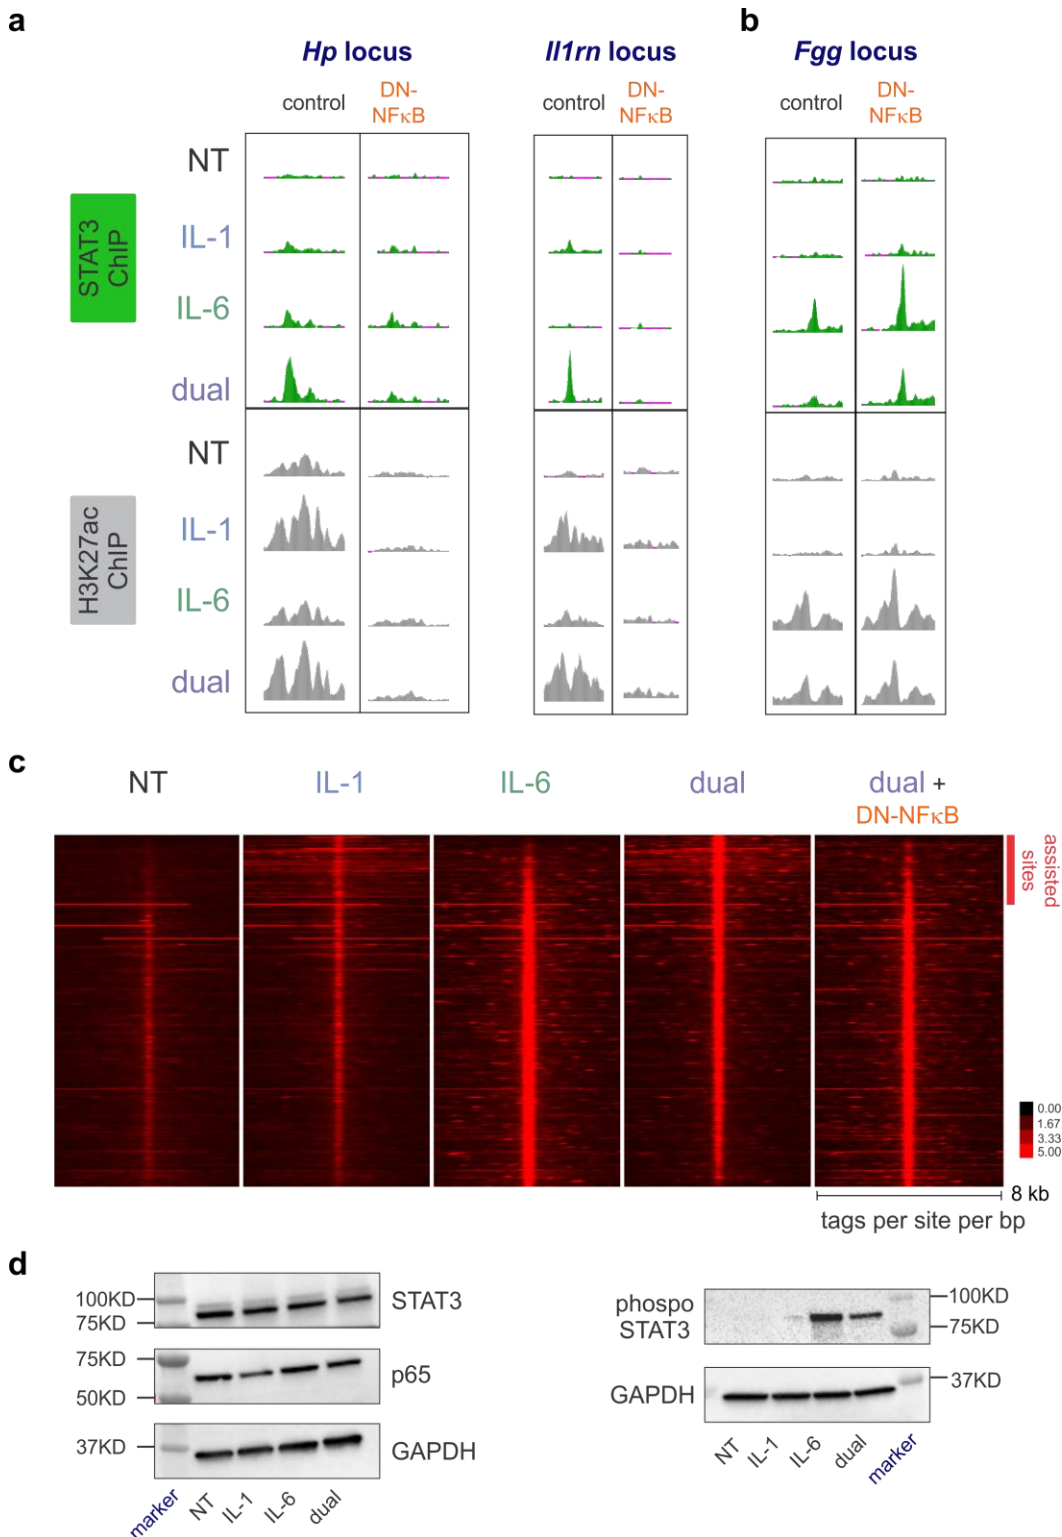 a
b
Hp locus
Il1rn locus
Fgg locus
control
DN-
NFκB
control
DN-
NFκB
control
DN-
NFκB
STAT3
ChIP
NT
IL-1
IL-6
dual
H3K27ac
ChIP
NT
IL-1
IL-6
dual
c
NT
IL-1
IL-6
dual
dual +
DN-NFκB
assisted
sites
0.00
1.67
3.33
5.00
8 kb
tags per site per bp
d
100KD
75KD
STAT3
75KD
50KD
p65
37KD
GAPDH
marker
NT
IL-1
IL-6
dual
phospo
STAT3
100KD
75KD
GAPDH
37KD
NT
IL-1
IL-6
dual
marker